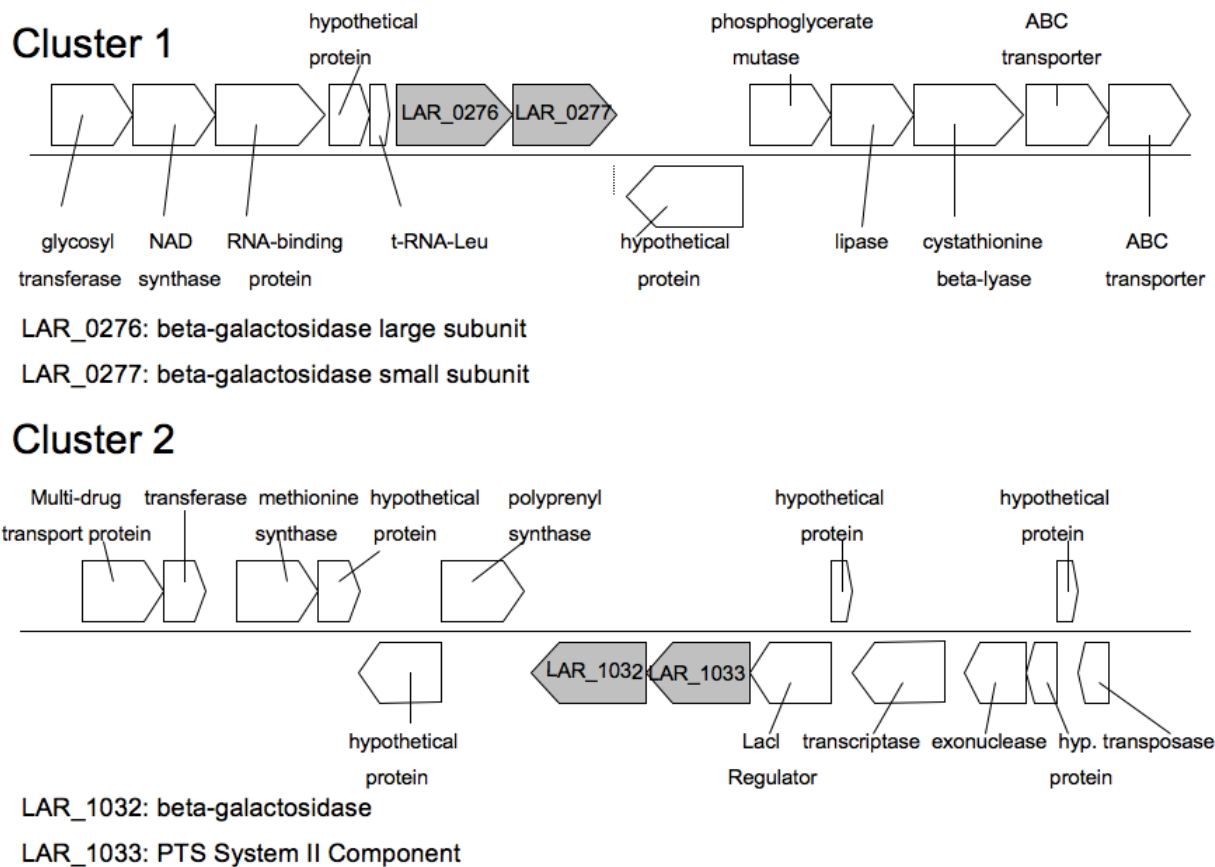 Cluster 1
hypothetical
protein
phosphoglycerate
mutase
ABC
transporter
LAR_0276
LAR_0277
glycosyl
transferase
NAD
synthase
RNA-binding
protein
t-RNA-Leu
hypothetical
protein
lipase
cystathionine
beta-lyase
ABC
transporter
LAR_0276: beta-galactosidase large subunit
LAR_0277: beta-galactosidase small subunit
Cluster 2
Multi-drug
transport protein
transferase
methionine
synthase
hypothetical
protein
polyprenyl
synthase
hypothetical
protein
hypothetical
protein
LAR_1032
LAR_1033
hypothetical
protein
LacI
Regulator
transcriptase
exonuclease
hyp.
protein
transposase
LAR_1032: beta-galactosidase
LAR_1033: PTS System II Component